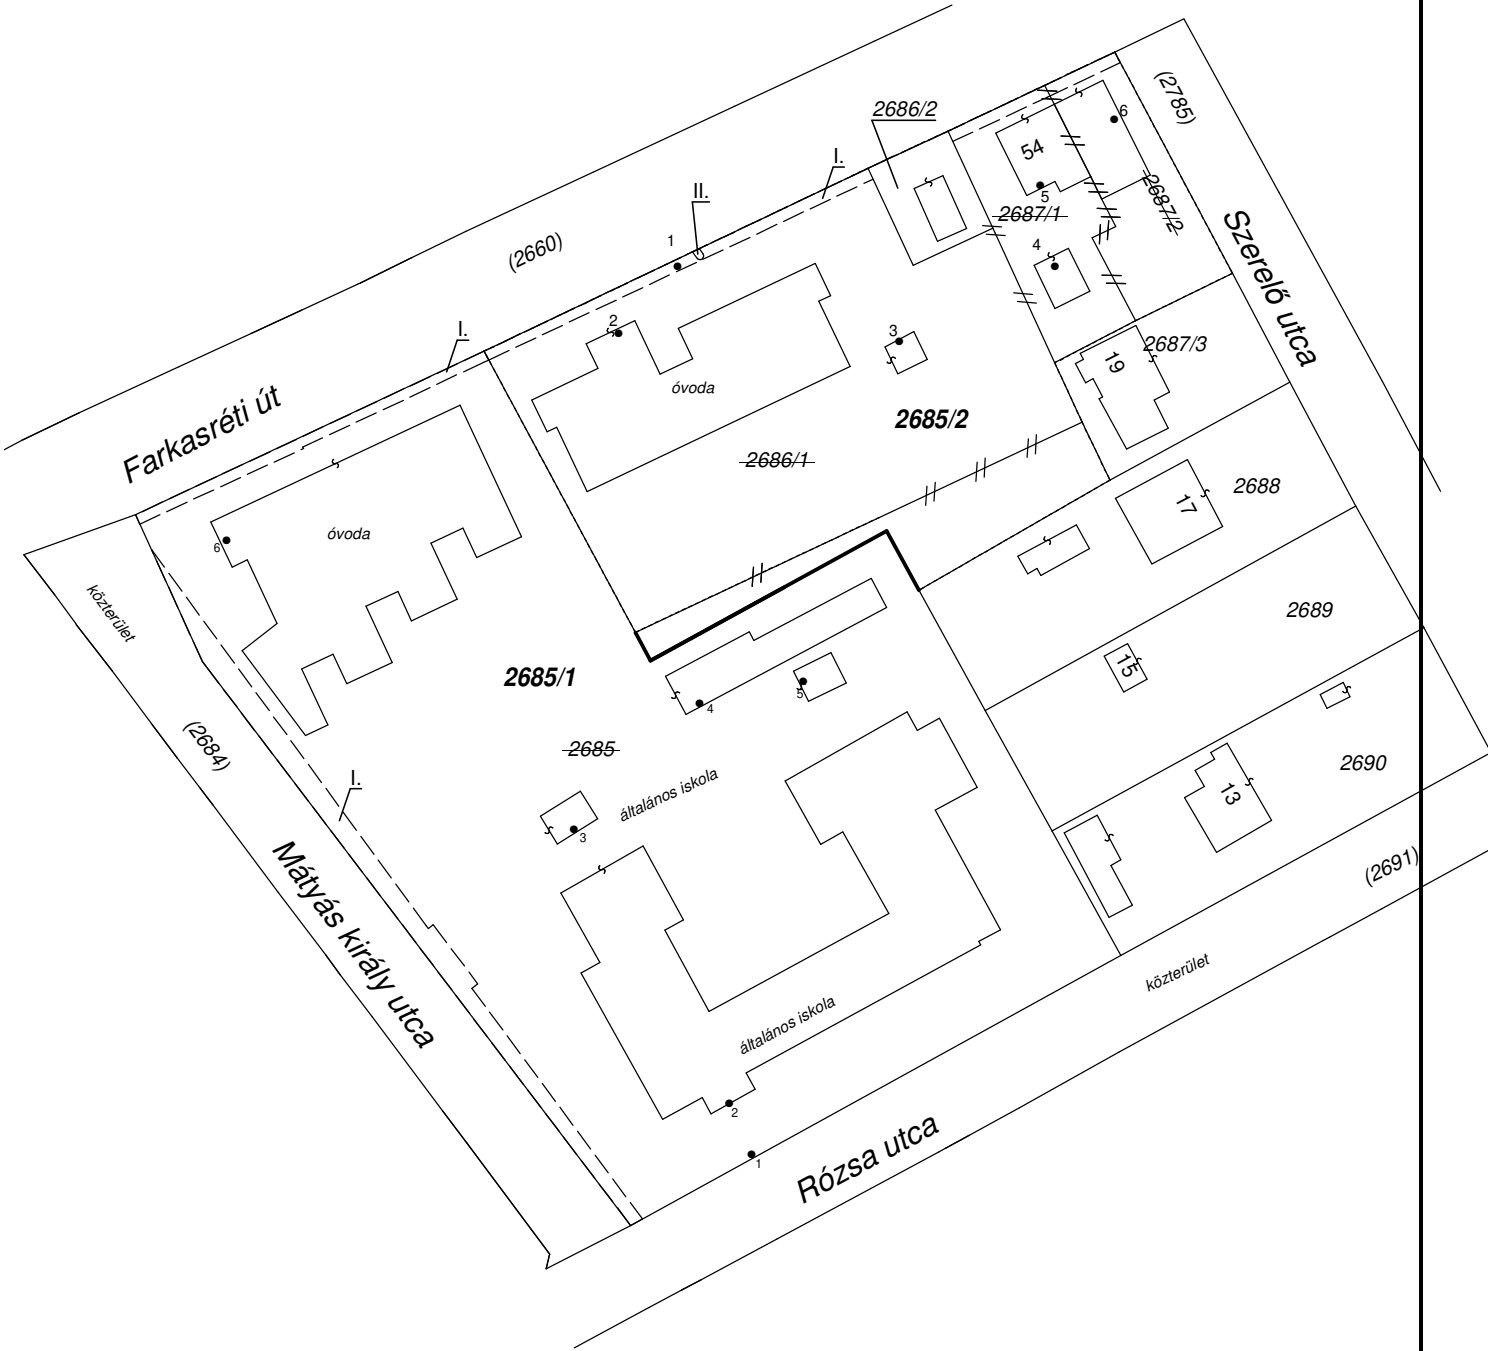 (2785)
2686/2
6
54
I.
II.
5
2687/1
2687/2
Szerelő utca
1
(2660)
4
I.
2
3
19
2687/3
óvoda
2685/2
Farkasréti út
2686/1
2688
17
óvoda
6
közterület
2689
15
2685/1
5
4
(2684)
2685
2690
I.
általános iskola
13
3
Mátyás király utca
(2691)
közterület
általános iskola
2
Rózsa utca
1